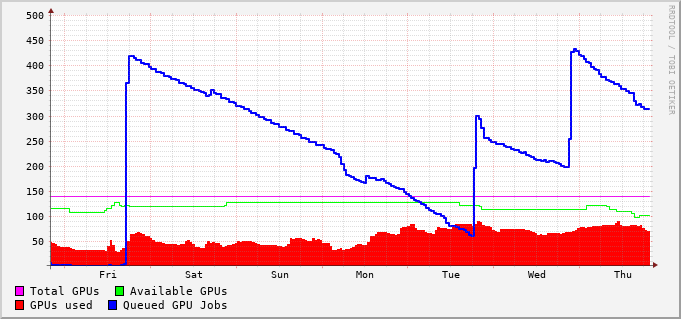 500
450
400
350
300
250
200
150
100
50
Fri Sat Sun Mon Tue Wed Thu
Total GPUs Available GPUs
GPUs used Queued GPU Jobs
RRDTOOL / TOBI OETIKER